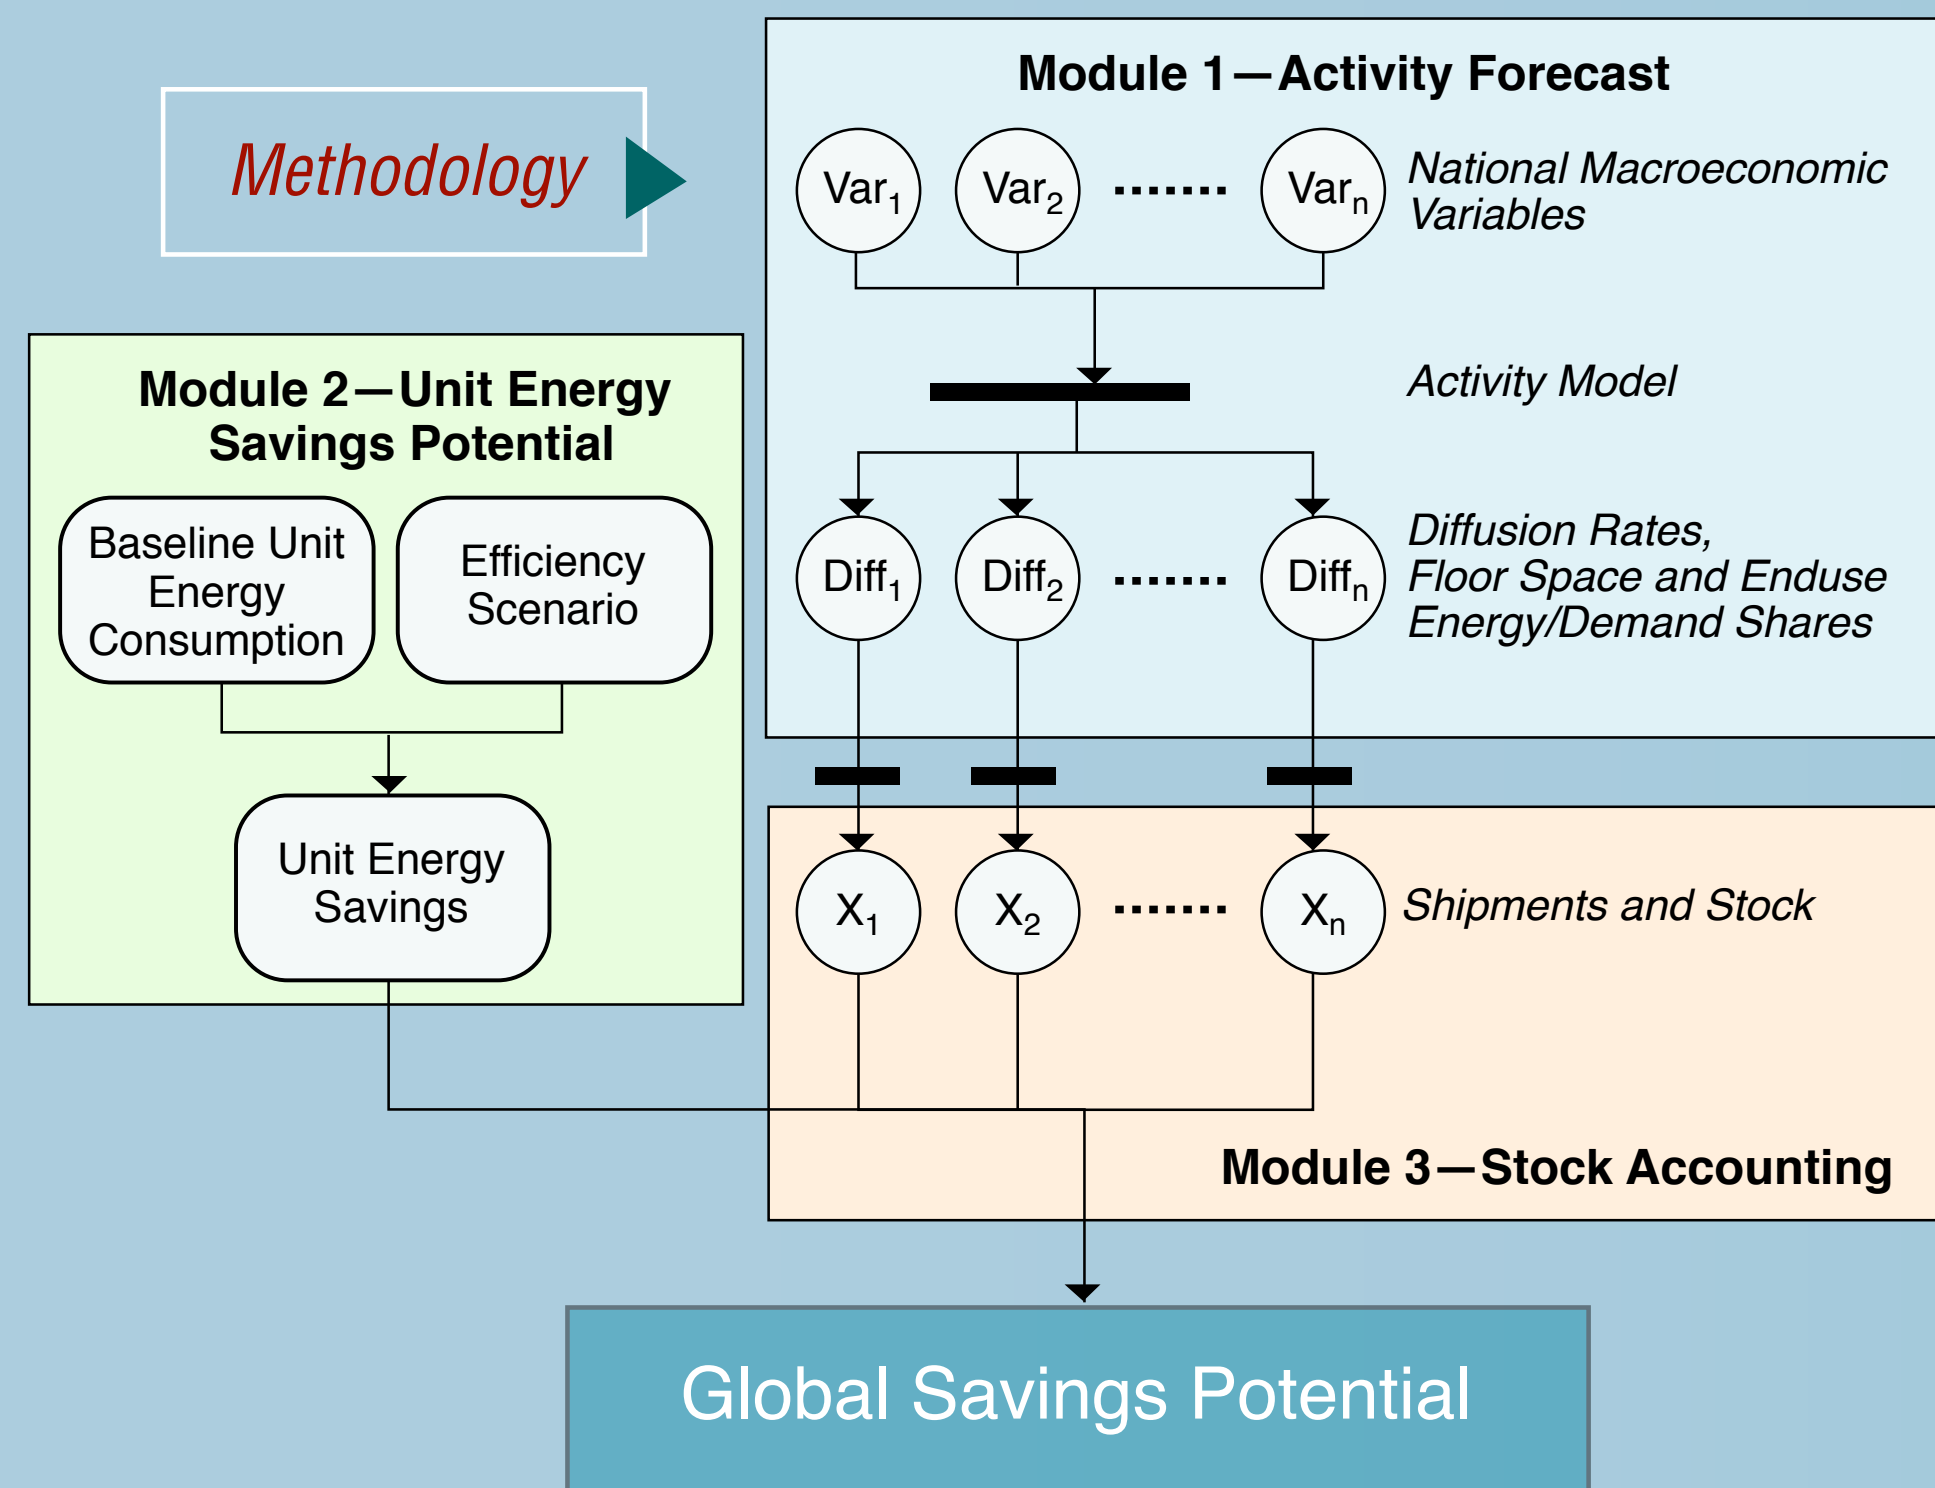 Methodology
Module 1—Activity Forecast
Var1 Var2 ....... Varn
National Macroeconomic
Variables
Activity Model
Diff1 Diff2 ....... Diffn
Diffusion Rates,
Floor Space and Enduse
Energy/Demand Shares
Module 2—Unit Energy
Savings Potential
Baseline Unit
Energy
Consumption
Efficiency
Scenario
Unit Energy
Savings
X1 X2 ....... Xn
Shipments and Stock
Module 3—Stock Accounting
Global Savings Potential